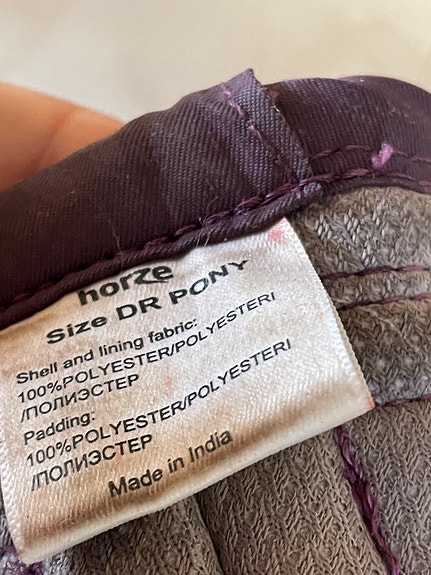 horze
Size DR PONY
Shell and lining fabric:
100%POLYESTER/POLYESTERI
/ПОЛИЭСТЕР
Padding:
100%POLYESTER/POLYESTERI
/ПОЛИЭСТЕР
Made in India